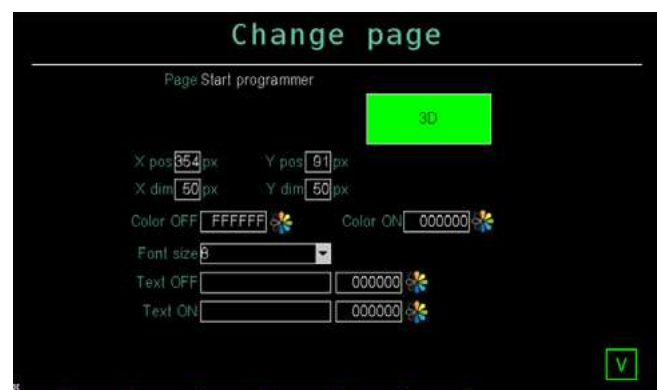 Change page
Page Start programmer
3D
X pos 354 px Y pos 91 px
X dim 50 px Y dim 50 px
Color OFF FFFFFF Color ON 000000
Font size 8
Text OFF 000000
Text ON 000000
V